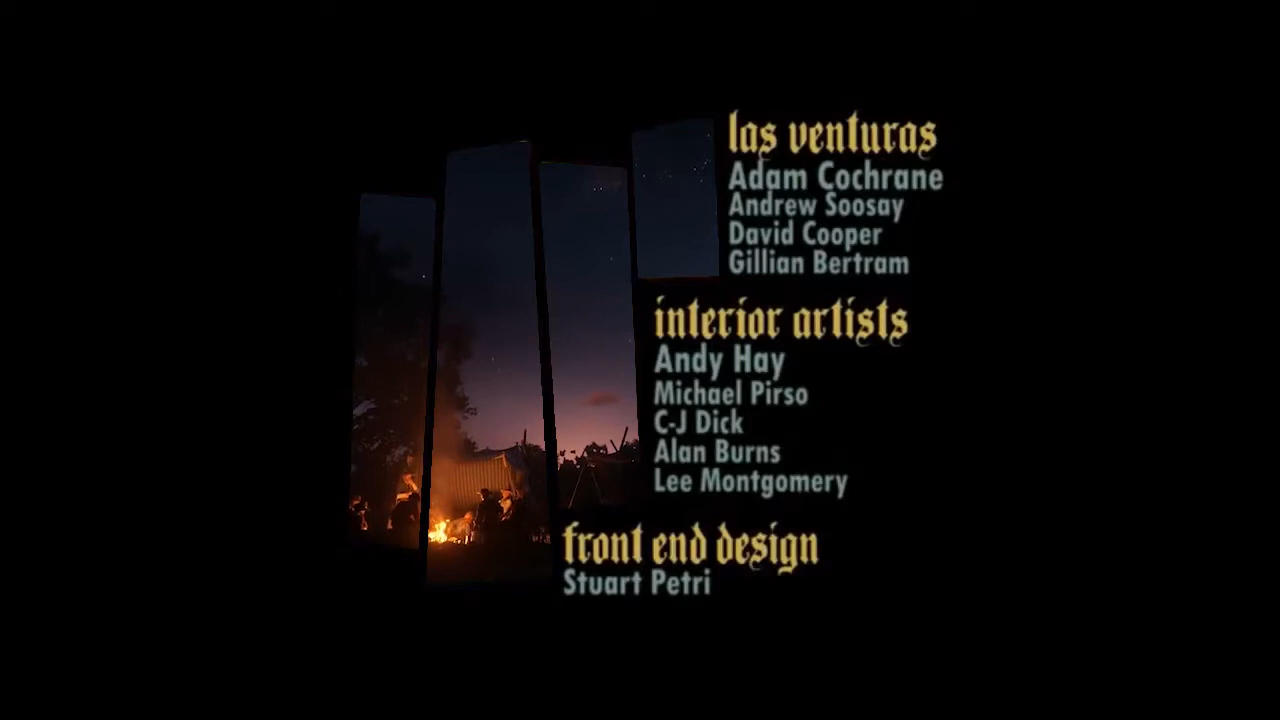 las venturas
Adam Cochrane
Andrew Soosay
David Cooper
Gillian Bertram
interior artists
Andy Hay
Michael Pirso
C-J Dick
Alan Burns
Lee Montgomery
front end design
Stuart Petri